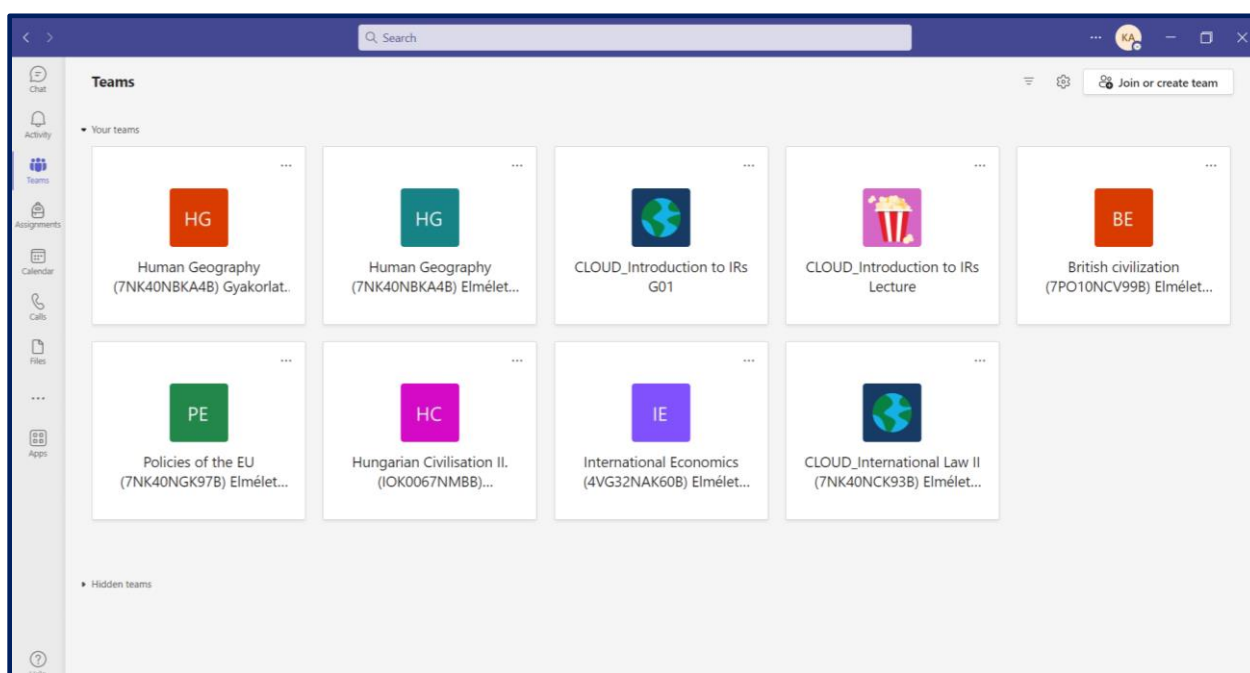 Search
...
KA
Chat
Activity
Teams
Assignments
Calendar
Calls
Files
...
Apps
Teams
Join or create team
Your teams
HG
Human Geography
(7NK40NBKA4B) Gyakorlat..
HG
Human Geography
(7NK40NBKA4B) Elmélet...
CLOUD_Introduction to IRs
G01
CLOUD_Introduction to IRs
Lecture
BE
British civilization
(7PO10NCV99B) Elmélet...
PE
Policies of the EU
(7NK40NGK97B) Elmélet...
HC
Hungarian Civilisation II.
(IOK0067NMBB)...
IE
International Economics
(4VG32NAK60B) Elmélet...
CLOUD_International Law II
(7NK40NCK93B) Elmélet...
Hidden teams